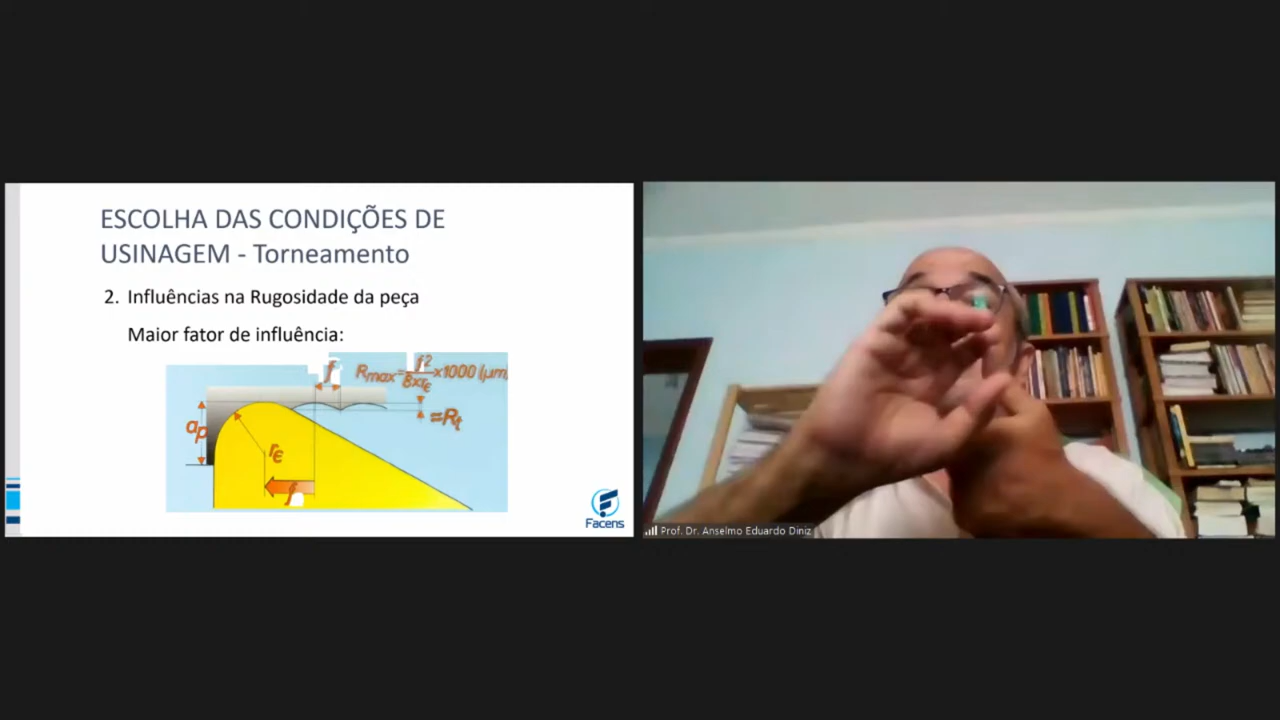 ESCOLHA DAS CONDIÇÕES DE
USINAGEM - Torneamento
2. Influências na Rugosidade da peça
Maior fator de influência:
f
Rmax= f²/8xrε x1000 (μm)
ap
≈Rt
rε
f
Facens
Prof. Dr. Anselmo Eduardo Diniz